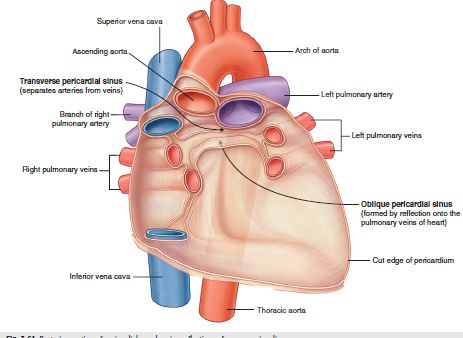 Superior vena cava
Ascending aorta
Arch of aorta
Transverse pericardial sinus
(separates arteries from veins)
Left pulmonary artery
Branch of right
pulmonary artery
Left pulmonary veins
Right pulmonary veins
Oblique pericardial sinus
(formed by reflection onto the
pulmonary veins of heart)
Cut edge of pericardium
Inferior vena cava
Thoracic aorta